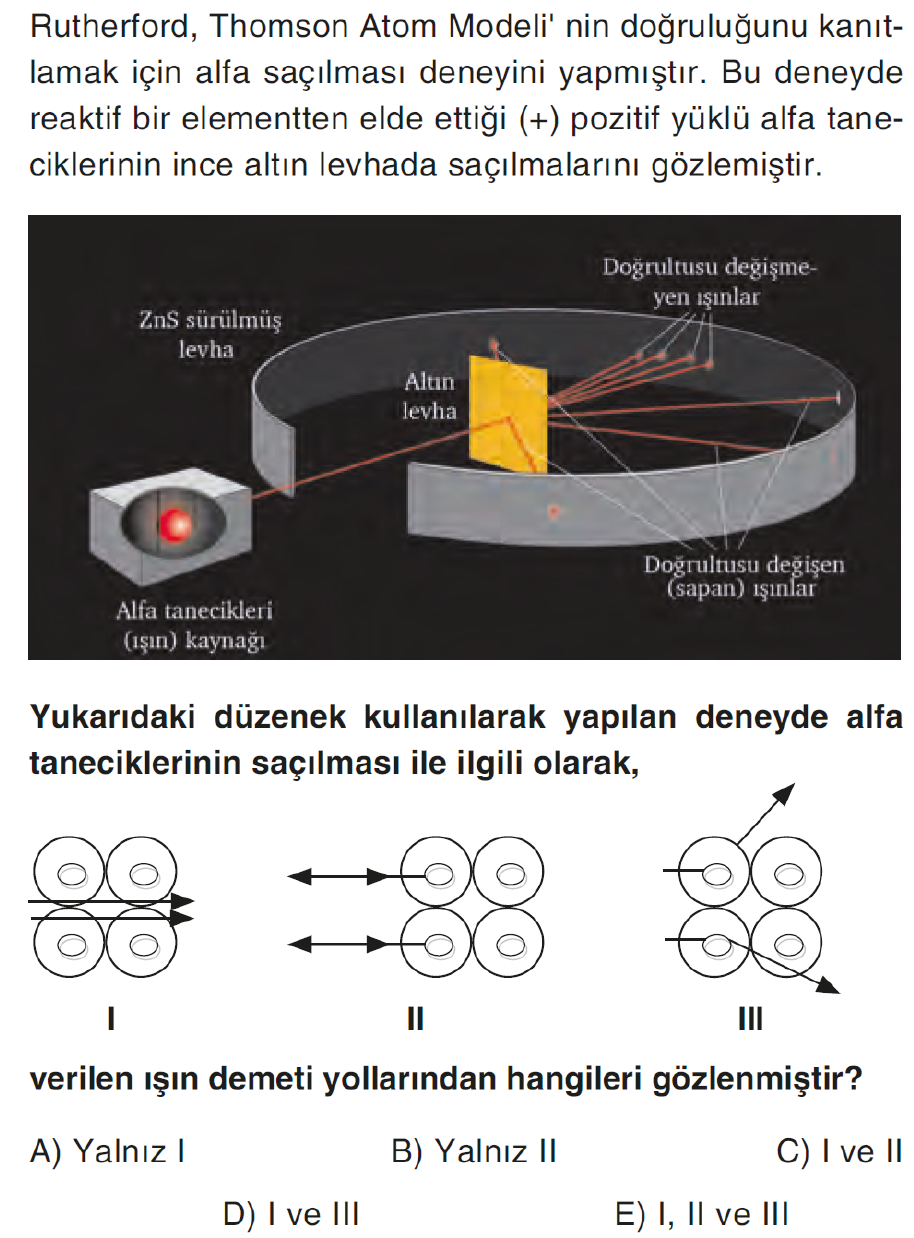 Rutherford, Thomson Atom Modeli' nin doğruluğunu kanıt-
lamak için alfa saçılması deneyini yapmıştır. Bu deneyde
reaktif bir elementten elde ettiği (+) pozitif yüklü alfa tane-
ciklerinin ince altın levhada saçılmalarını gözlemiştir.
Doğrultusu değişme-
yen ışınlar
ZnS sürülmüş
levha
Altın
levha
Doğrultusu değişen
(sapan) ışınlar
Alfa tanecikleri
(ışın) kaynağı
Yukarıdaki düzenek kullanılarak yapılan deneyde alfa
taneciklerinin saçılması ile ilgili olarak,
I
II
III
verilen ışın demeti yollarından hangileri gözlenmiştir?
A) Yalnız I
B) Yalnız II
C) I ve II
D) I ve III
E) I, II ve III